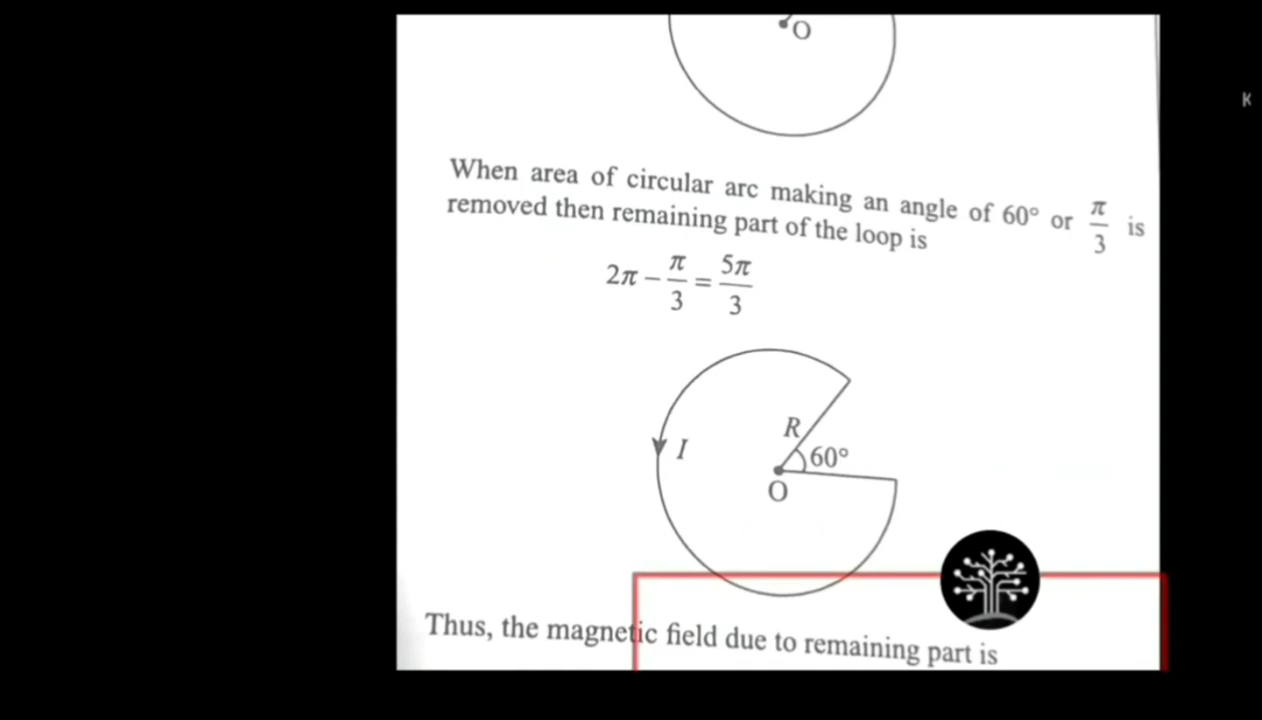 O
When area of circular arc making an angle of 60° or π/3 is
removed then remaining part of the loop is
2π − π/3 = 5π/3
R
I
60°
O
Thus, the magnetic field due to remaining part is
K